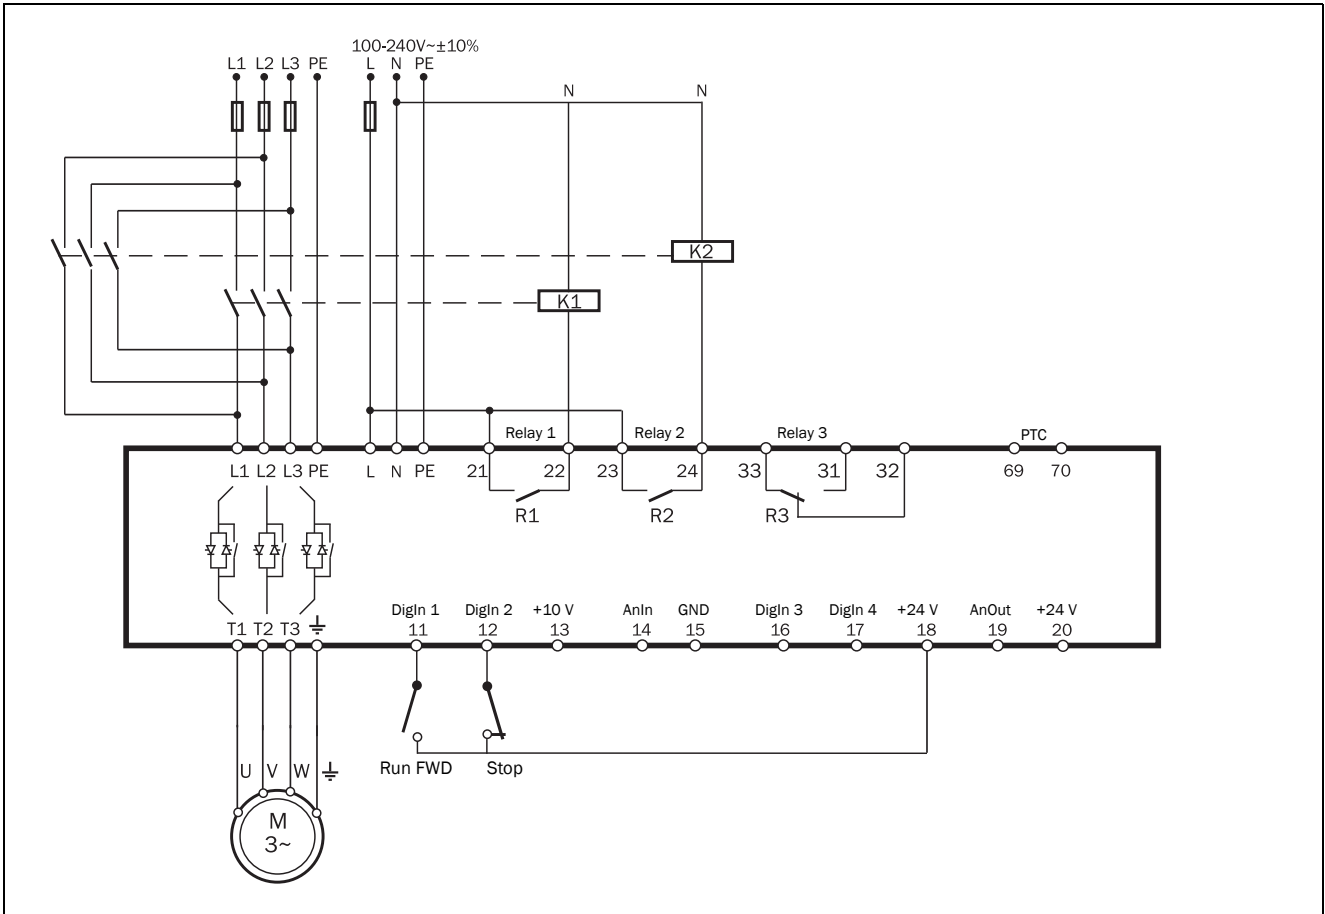 100-240V~±10%
L1 L2 L3 PE L N PE
N N
K2
K1
Relay 1 Relay 2 Relay 3 PTC
L1 L2 L3 PE L N PE 21 22 23 24 33 31 32 69 70
R1 R2 R3
DigIn 1 DigIn 2 +10 V AnIn GND DigIn 3 DigIn 4 +24 V AnOut +24 V
T1 T2 T3 11 12 13 14 15 16 17 18 19 20
Run FWD Stop
U V W
M
3~